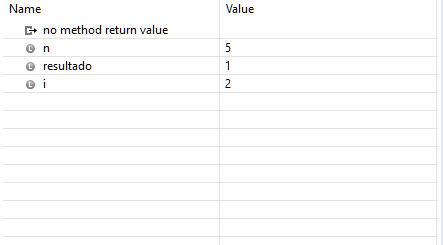 Name Value
no method return value
n 5
resultado 1
i 2